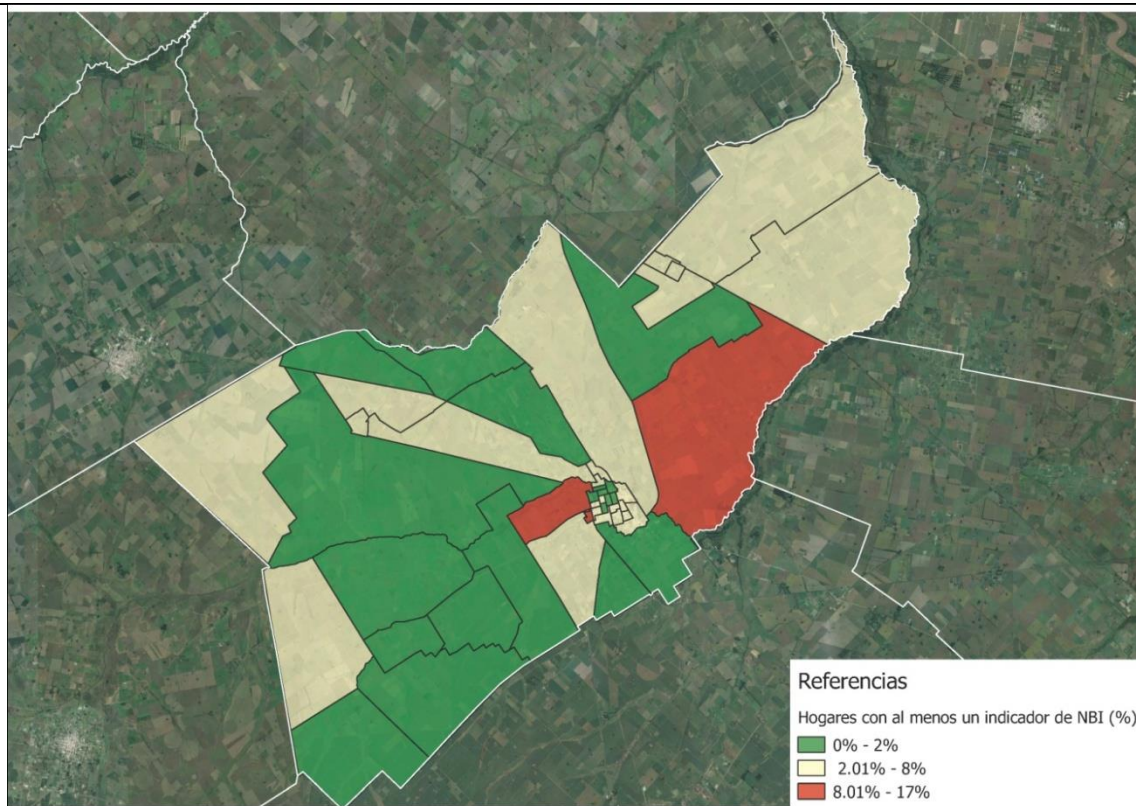 Referencias
Hogares con al menos un indicador de NBI (%)
0% - 2%
2.01% - 8%
8.01% - 17%